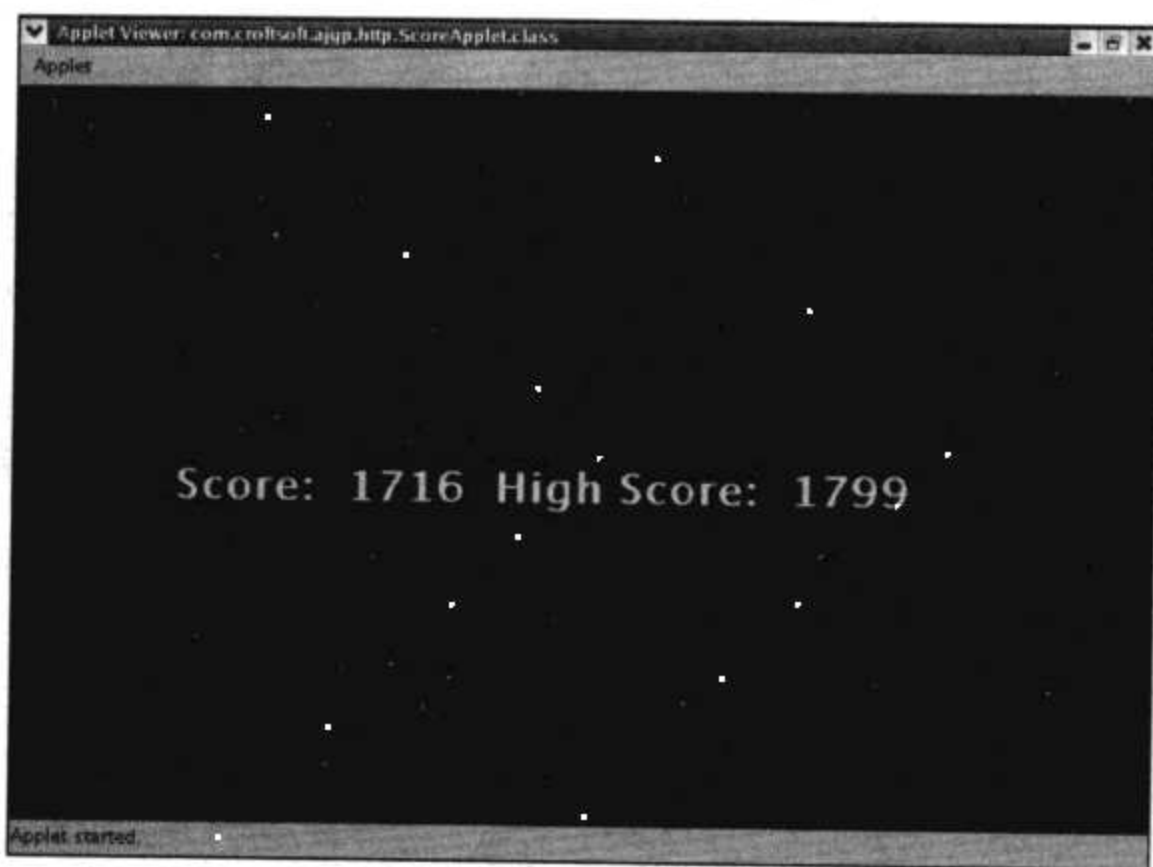 Applet Viewer: com.croftsoft.ajgp.http.ScoreApplet.class
Applet
Score: 1716 High Score: 1799
Applet started.